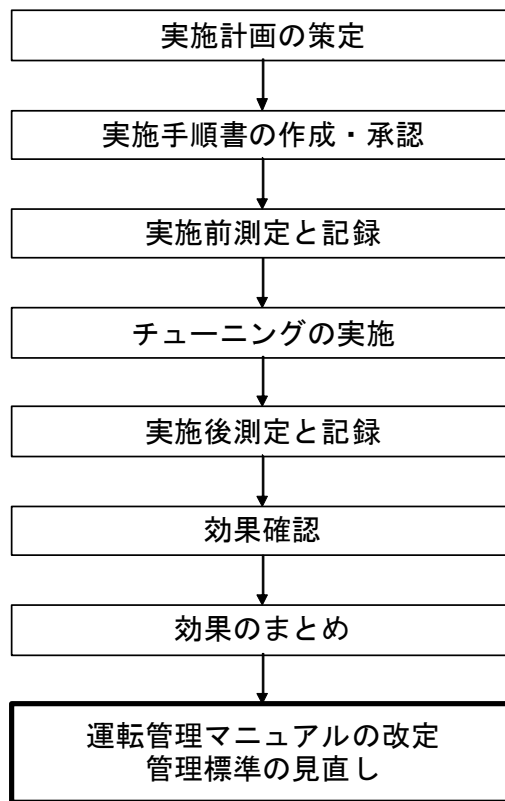 実施計画の策定
実施手順書の作成・承認
実施前測定と記録
チューニングの実施
実施後測定と記録
効果確認
効果のまとめ
運転管理マニュアルの改定
管理標準の見直し